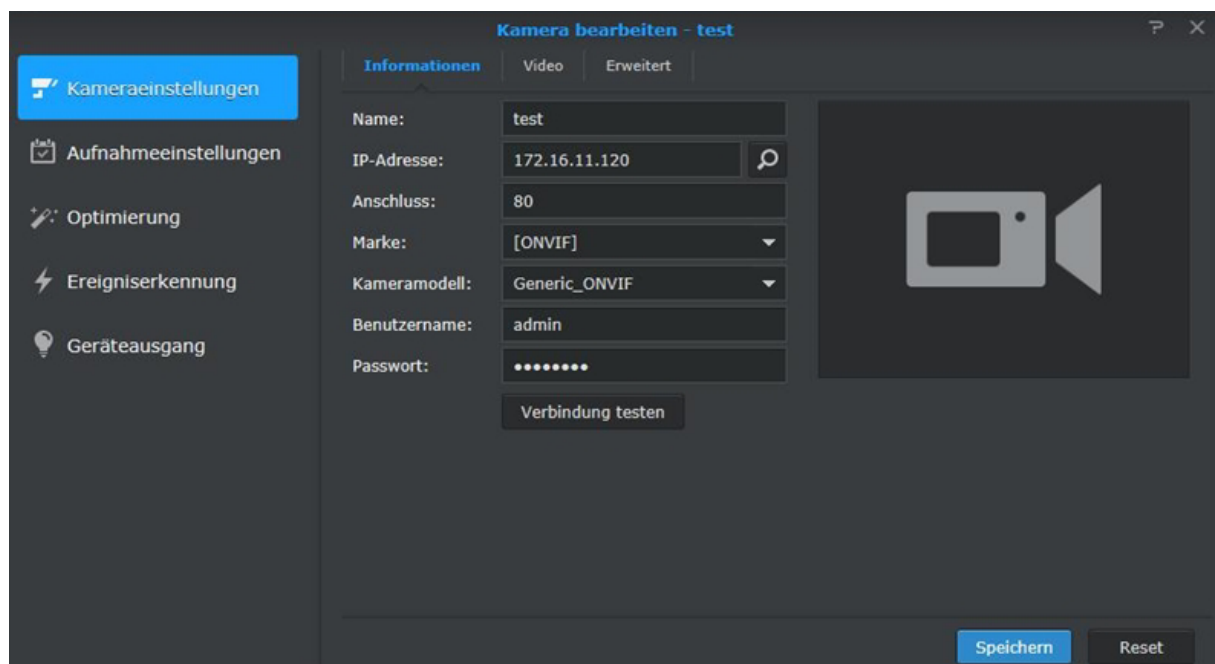 Kamera bearbeiten - test
?
X
Kameraeinstellungen
Aufnahmeeinstellungen
Optimierung
Ereigniserkennung
Geräteausgang
Informationen Video Erweitert
Name: test
IP-Adresse: 172.16.11.120
Anschluss: 80
Marke: [ONVIF]
Kameramodell: Generic_ONVIF
Benutzername: admin
Passwort: ••••••••
Verbindung testen
Speichern Reset